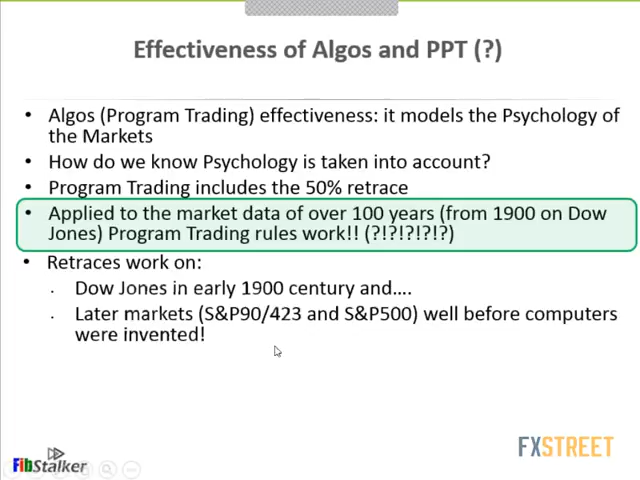 Effectiveness of Algos and PPT (?)
• Algos (Program Trading) effectiveness: it models the Psychology of
the Markets
• How do we know Psychology is taken into account?
• Program Trading includes the 50% retrace
• Applied to the market data of over 100 years (from 1900 on Dow
Jones) Program Trading rules work!! (?!?!?!?!?)
• Retraces work on:
• Dow Jones in early 1900 century and....
• Later markets (S&P90/423 and S&P500) well before computers
were invented!
FXSTREET
FibStalker